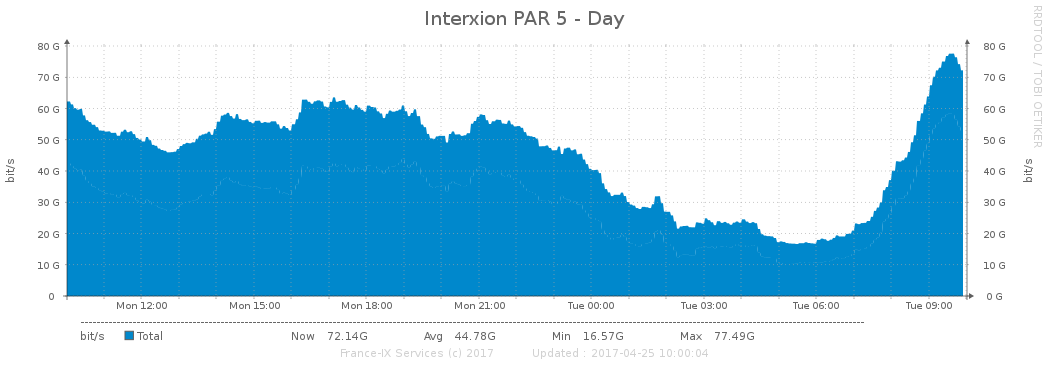 Interxion PAR 5 - Day
RRDTOOL / TOBI OETIKER
80 G 80 G
70 G 70 G
60 G 60 G
50 G 50 G
40 G 40 G
30 G 30 G
20 G 20 G
10 G 10 G
0 0 G
bit/s bit/s
Mon 12:00 Mon 15:00 Mon 18:00 Mon 21:00 Tue 00:00 Tue 03:00 Tue 06:00 Tue 09:00
bit/s Total Now 72.14G Avg 44.78G Min 16.57G Max 77.49G
France-IX Services (c) 2017 Updated : 2017-04-25 10:00:04